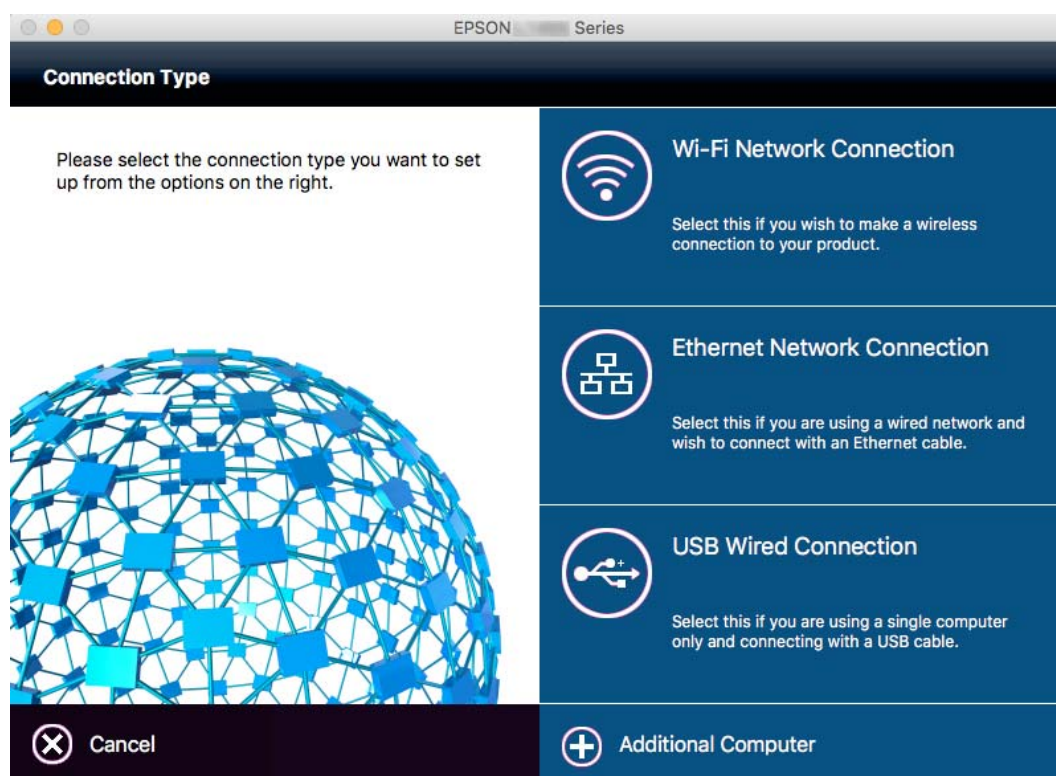 EPSON Series
Connection Type
Please select the connection type you want to set
up from the options on the right.
Wi-Fi Network Connection
Select this if you wish to make a wireless
connection to your product.
Ethernet Network Connection
Select this if you are using a wired network and
wish to connect with an Ethernet cable.
USB Wired Connection
Select this if you are using a single computer
only and connecting with a USB cable.
Cancel
Additional Computer